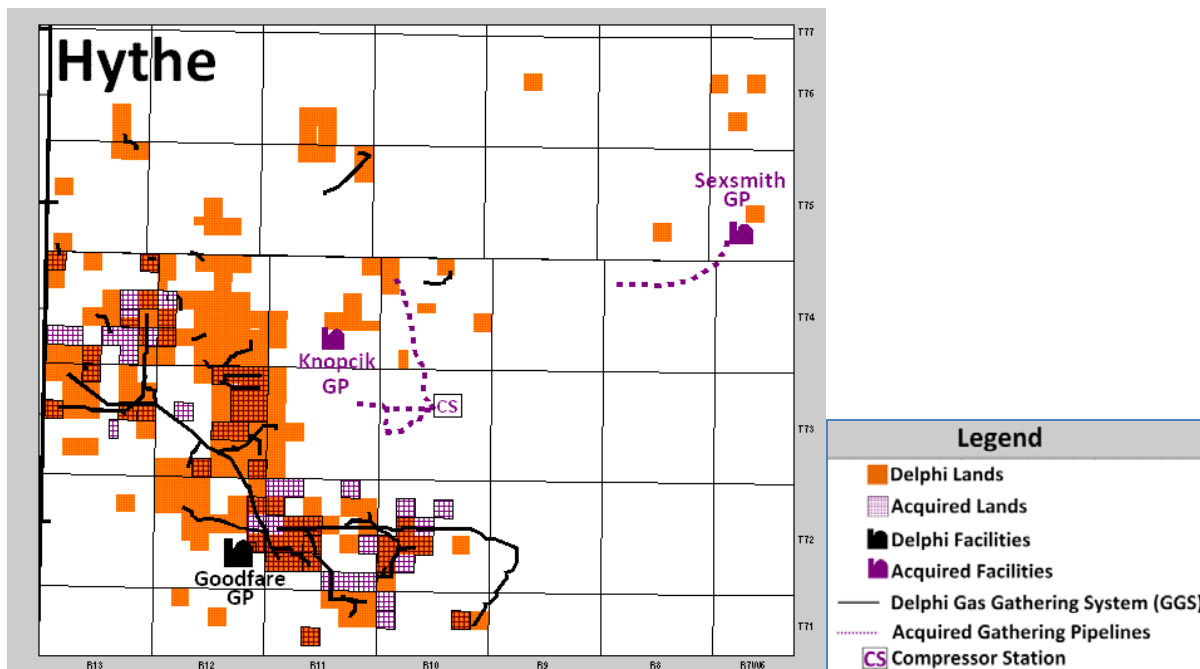 Hythe
T77
T76
Sexsmith
GP
T75
T74
Knopcik
GP
CS
T73
T72
Goodfare
GP
T71
R13 R12 R11 R10 R9 R8 R7W6
Legend
Delphi Lands
Acquired Lands
Delphi Facilities
Acquired Facilities
Delphi Gas Gathering System (GGS)
Acquired Gathering Pipelines
CS Compressor Station